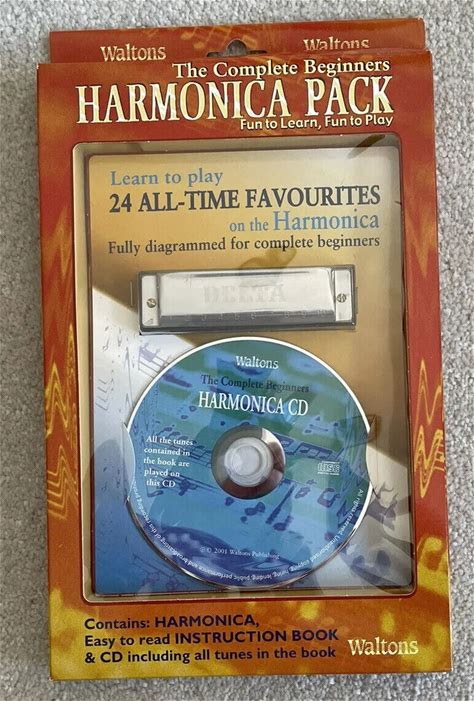 Waltons Waltons
The Complete Beginners
HARMONICA PACK
Fun to Learn, Fun to Play
Learn to play
24 ALL-TIME FAVOURITES
on the Harmonica
Fully diagrammed for complete beginners
DELTA
Waltons
The Complete Beginners
HARMONICA CD
All the tunes
contained in
the book are
played on
this CD
© 2001 Waltons Publishing
Contains: HARMONICA,
Easy to read INSTRUCTION BOOK
& CD including all tunes in the book
Waltons